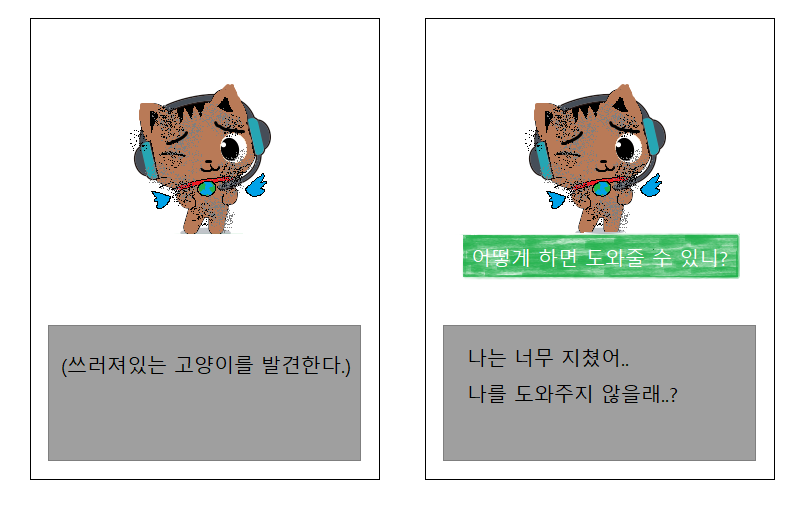 (쓰러져있는 고양이를 발견한다.)
어떻게 하면 도와줄 수 있니?
나는 너무 지쳤어..
나를 도와주지 않을래..?